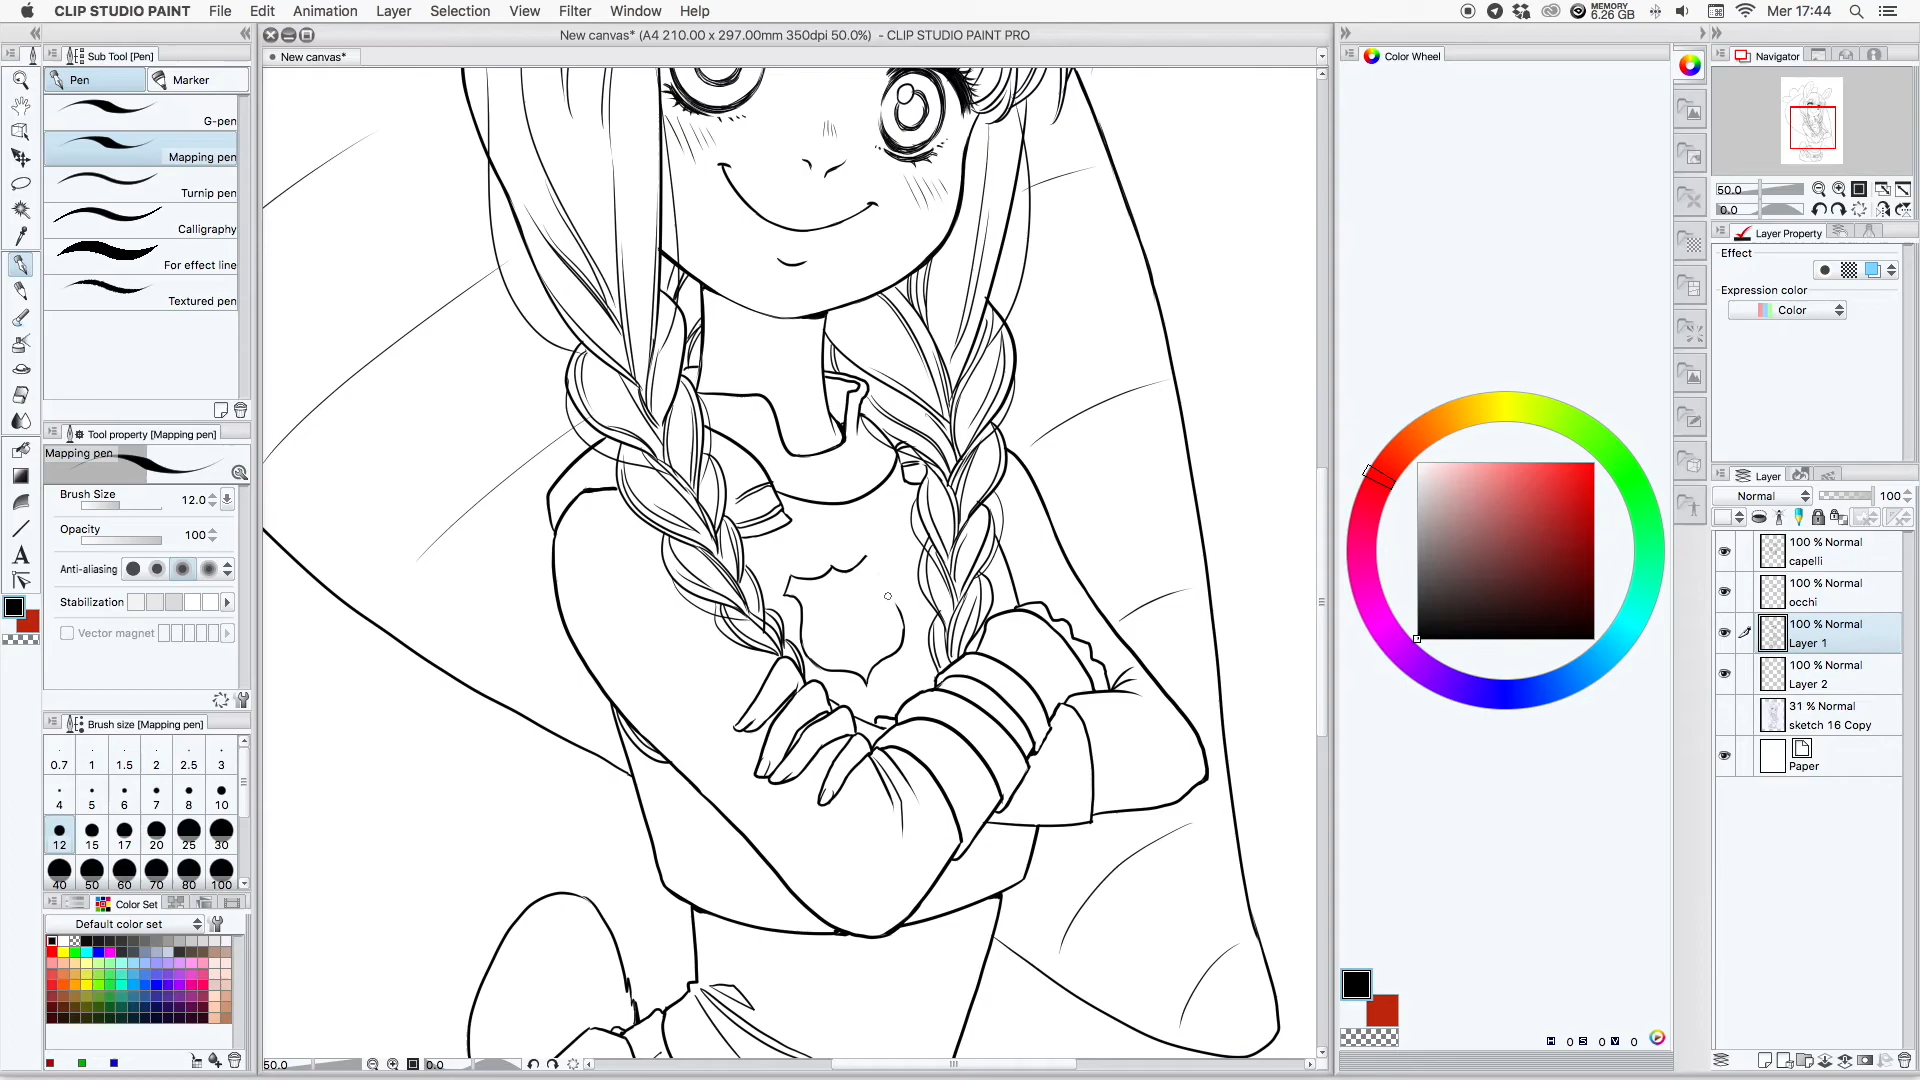 CLIP STUDIO PAINT File Edit Animation Layer Selection View Filter Window Help
MEMORY
6.26 GB
Mer 17:44
New canvas* (A4 210.00 x 297.00mm 350dpi 50.0%) - CLIP STUDIO PAINT PRO
New canvas*
Sub Tool [Pen]
Pen
Marker
G-pen
Mapping pen
Turnip pen
Calligraphy
For effect line
Textured pen
Tool property [Mapping pen]
Mapping pen
Brush Size 12.0
Opacity 100
Anti-aliasing
Stabilization
Vector magnet
Brush size [Mapping pen]
0.7 1 1.5 2 2.5 3
4 5 6 7 8 10
12 15 17 20 25 30
40 50 60 70 80 100
Color Set
Default color set
50.0
0.0
Color Wheel
H 0 S 0 V 0
Navigator
50.0
0.0
Layer Property
Effect
Expression color
Color
Layer
Normal 100
100 % Normal
capelli
100 % Normal
occhi
100 % Normal
Layer 1
100 % Normal
Layer 2
31 % Normal
sketch 16 Copy
Paper